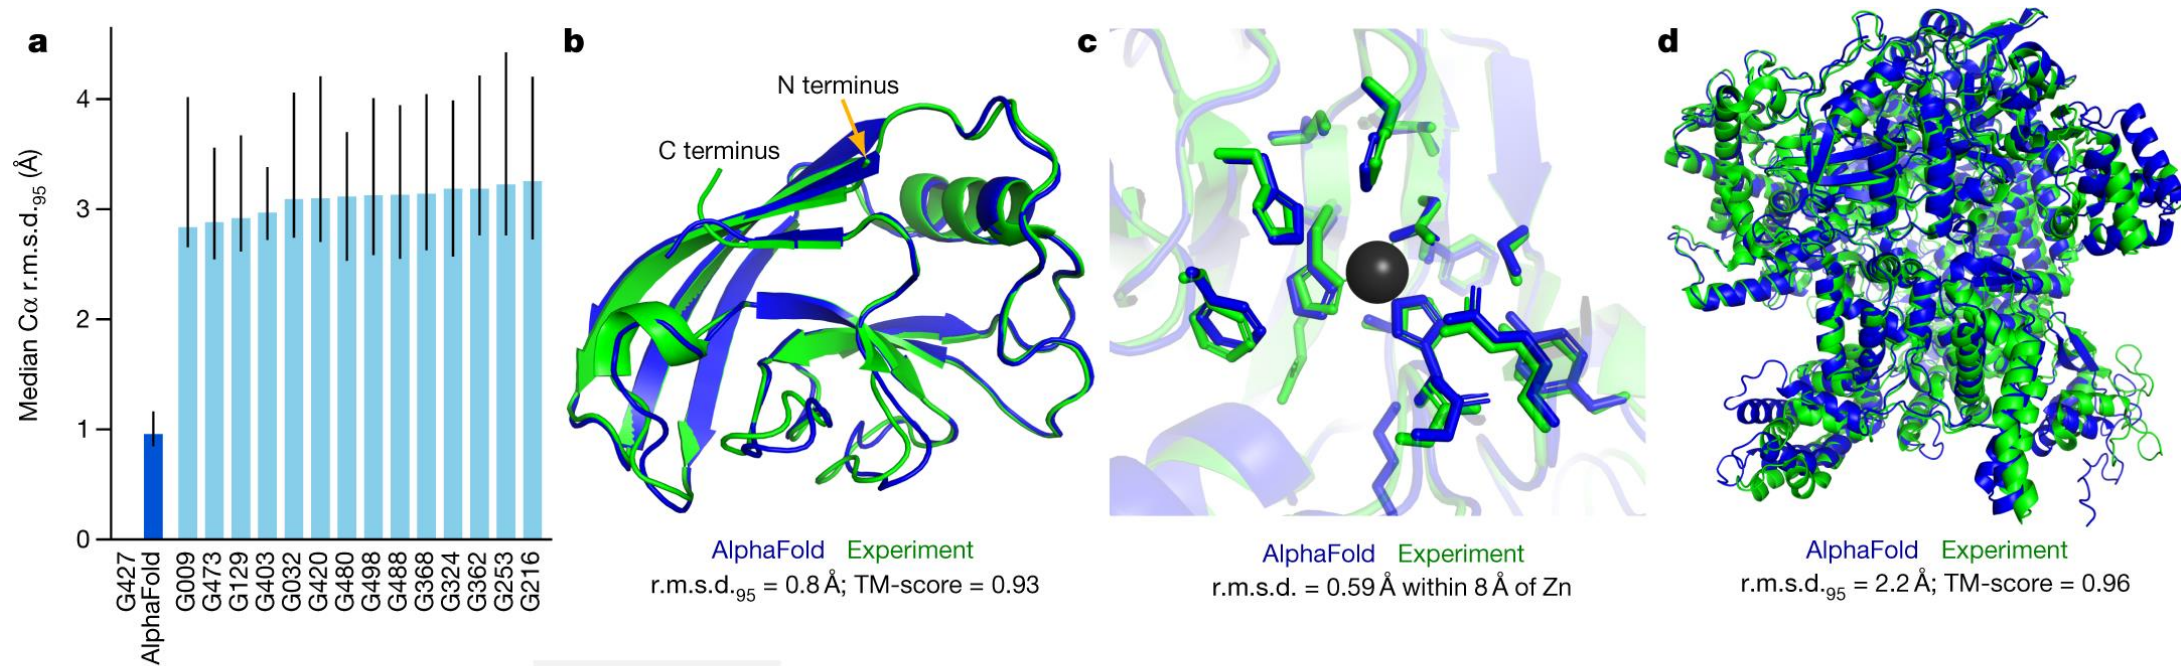 a
Median Cα r.m.s.d.95 (Å)
4
3
2
1
0
G427
AlphaFold
G009
G473
G129
G403
G032
G420
G480
G498
G488
G368
G324
G362
G253
G216
b
N terminus
C terminus
AlphaFold Experiment
r.m.s.d.95 = 0.8 Å; TM-score = 0.93
c
AlphaFold Experiment
r.m.s.d. = 0.59 Å within 8 Å of Zn
d
AlphaFold Experiment
r.m.s.d.95 = 2.2 Å; TM-score = 0.96